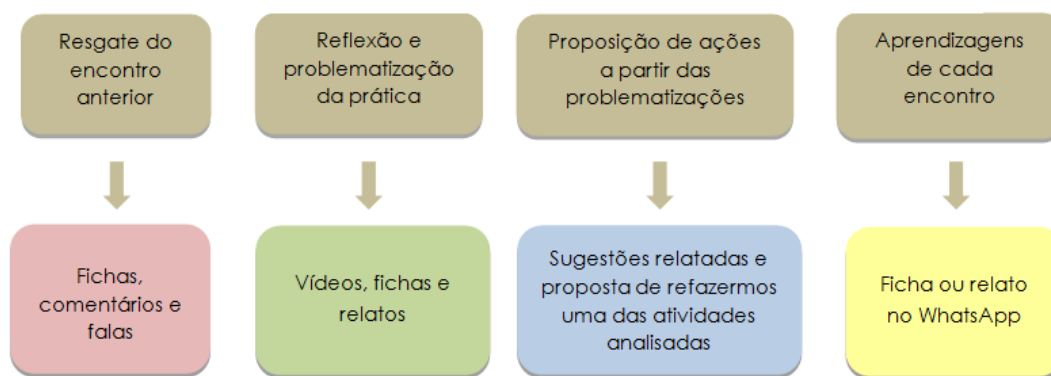 Resgate do
encontro
anterior
Reflexão e
problematização
da prática
Proposição de ações
a partir das
problematizações
Aprendizagens
de cada
encontro
Fichas,
comentários e
falas
Vídeos, fichas e
relatos
Sugestões relatadas e
proposta de refazermos
uma das atividades
analisadas
Ficha ou relato
no WhatsApp